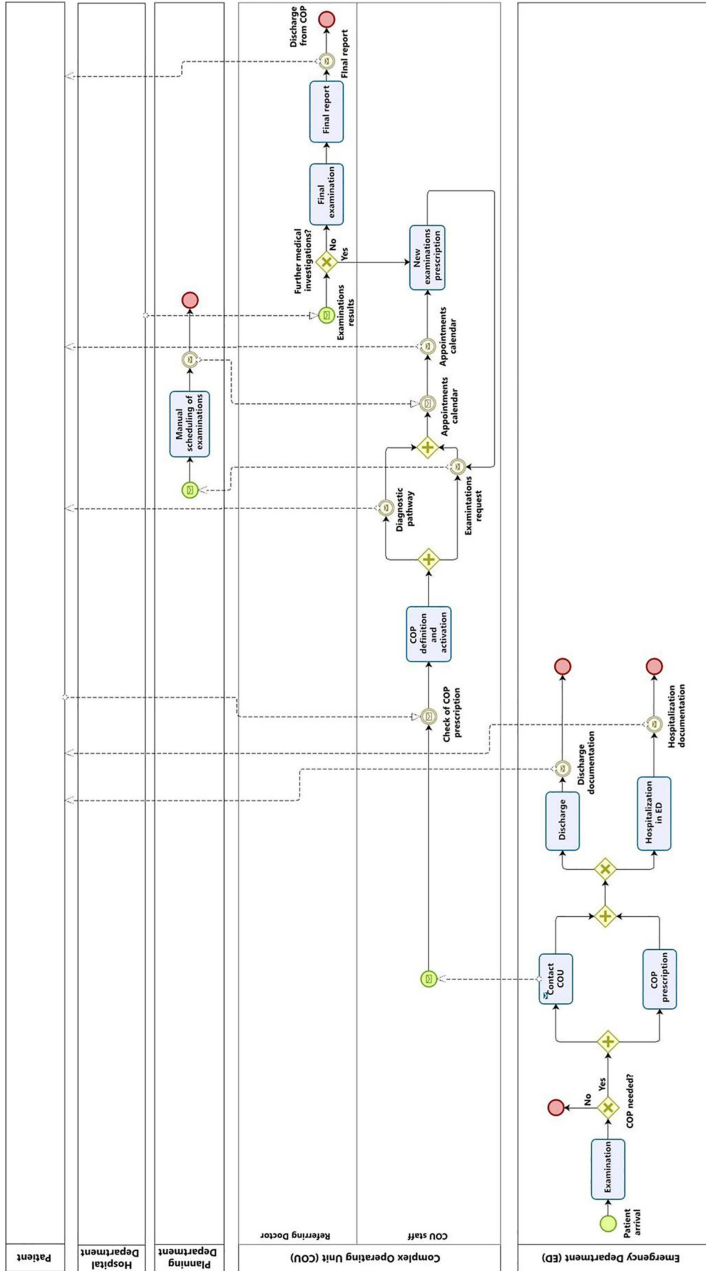 Patient
Hospital
Department
Planning
Department
Complex Operating Unit (COU)
Referring Doctor
COU staff
Emergency Department (ED)
Manual
scheduling of
examinations
Examinations
results
Further medical
investigations?
No
Yes
Final
examination
Final report
Final report
Discharge
from COP
Check of COP
prescription
COP
definition
and
activation
Diagnostic
pathway
Examintations
request
Appointments
calendar
Appointments
calendar
New
examinations
prescription
Patient
arrival
Examination
COP needed?
No
Yes
Contact
COU
COP
prescription
Discharge
Hospitalization
in ED
Discharge
documentation
Hospitalization
documentation